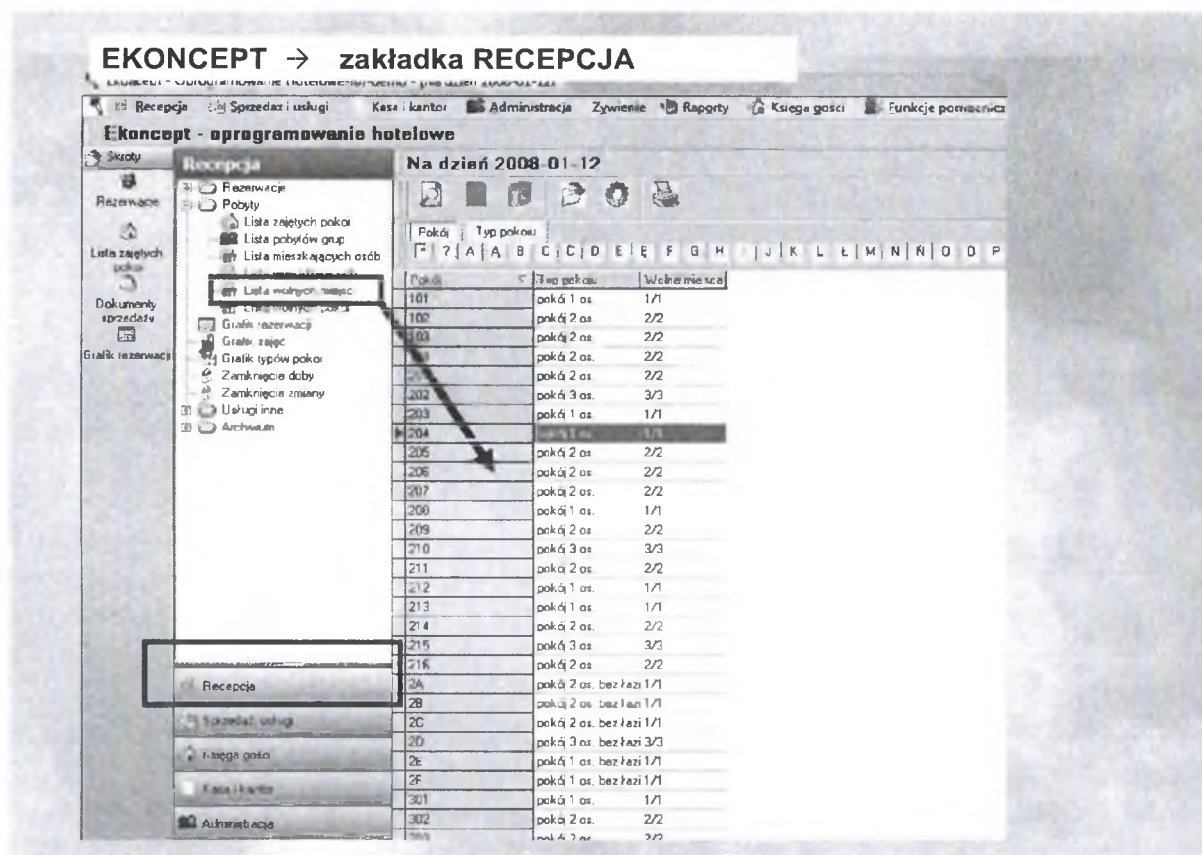 EKONCEPT → zakładka RECEPCJA
Recepcja Sprzedaż i usługi Kasa i kantor Administracja Żywienie Raporty Księga gości Funkcje pomocnicz
Ekoncept - oprogramowanie hotelowe
Skróty
Rezerwacje
Lista zajętych pokoi
Dokumenty sprzedaży
Grafik rezerwacji
Recepcja
Rezerwacje
Pobyty
Lista zajętych pokoi
Lista pobytów grup
Lista mieszkających osób
Lista wolnych miejsc
Grafik rezerwacji
Grafik zajęć
Grafik typów pokoi
Zamknięcie doby
Zamknięcie zmiany
Usługi inne
Archiwum
Recepcja
Sprzedaż i usługi
Księga gości
Kasa i kantor
Administracja
Na dzień 2008-01-12
Pokój Typ pokoju
* ? A Ą B C Ć D E Ę F G H I J K L Ł M N Ń O Ó P
Pokój Typ pokoju Wolne miejsca
101 pokój 1 os. 1/1
102 pokój 2 os. 2/2
103 pokój 2 os. 2/2
pokój 2 os. 2/2
pokój 2 os. 2/2
202 pokój 3 os. 3/3
203 pokój 1 os. 1/1
204 pokój 1 os. 1/1
205 pokój 2 os. 2/2
206 pokój 2 os. 2/2
207 pokój 2 os. 2/2
208 pokój 1 os. 1/1
209 pokój 2 os. 2/2
210 pokój 3 os. 3/3
211 pokój 2 os. 2/2
212 pokój 1 os. 1/1
213 pokój 1 os. 1/1
214 pokój 2 os. 2/2
215 pokój 3 os. 3/3
216 pokój 2 os. 2/2
2A pokój 2 os. bez łazi 1/1
2B pokój 2 os. bez łazi 1/1
2C pokój 2 os. bez łazi 1/1
2D pokój 3 os. bez łazi 3/3
2E pokój 1 os. bez łazi 1/1
2F pokój 1 os. bez łazi 1/1
301 pokój 1 os. 1/1
302 pokój 2 os. 2/2
pokój 2 os. 2/2